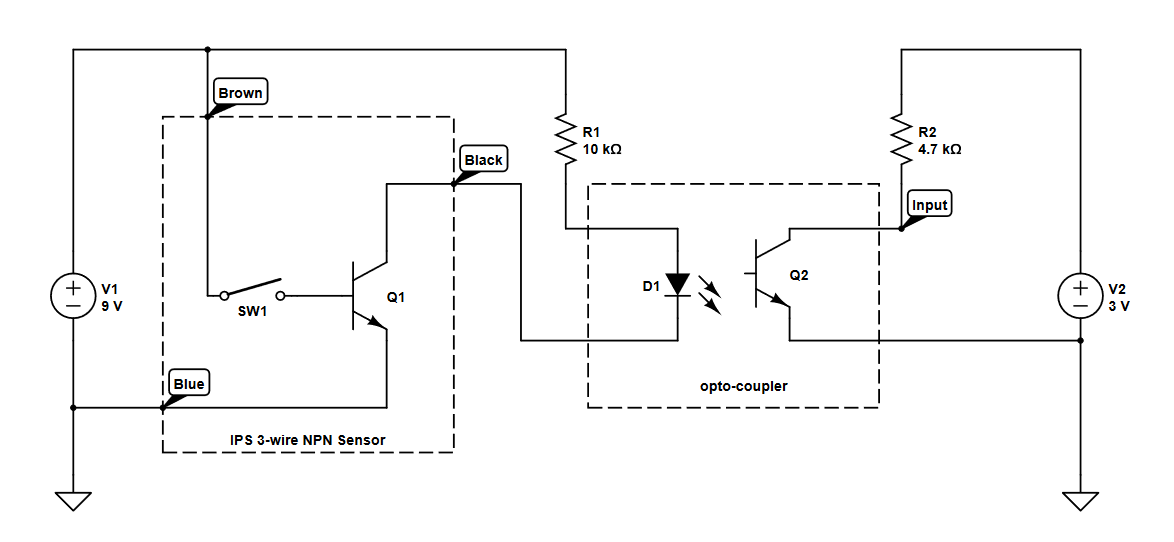 Brown
R1
10 kΩ
R2
4.7 kΩ
Black
Input
V1
9 V
SW1
Q1
D1
Q2
V2
3 V
Blue
opto-coupler
IPS 3-wire NPN Sensor